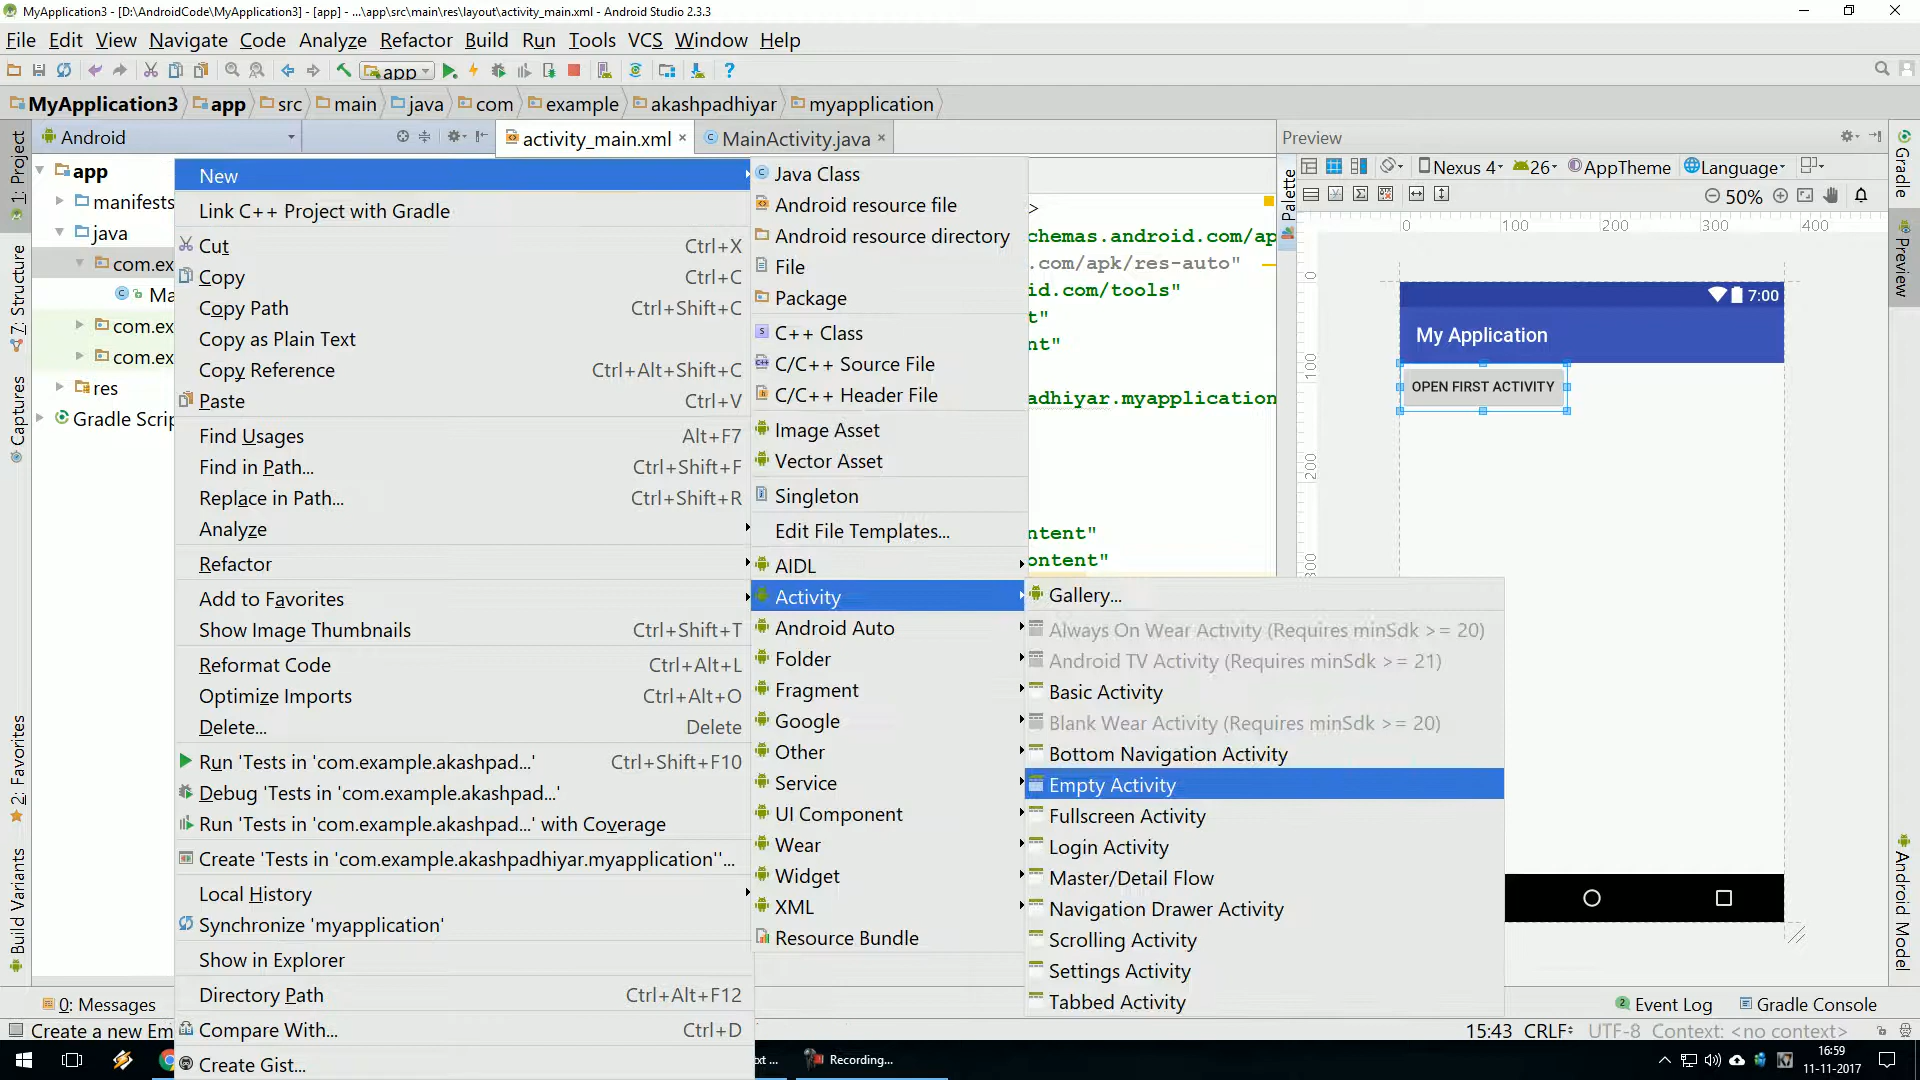 MyApplication3 - [D:\AndroidCode\MyApplication3] - [app] - ...\app\src\main\res\layout\activity_main.xml - Android Studio 2.3.3
File Edit View Navigate Code Analyze Refactor Build Run Tools VCS Window Help
app
MyApplication3 app src main java com example akashpadhiyar myapplication
Android
activity_main.xml
MainActivity.java
Preview
1: Project
7: Structure
Captures
2: Favorites
Build Variants
app
manifests
java
com.ex
Ma
com.ex
com.ex
res
Gradle Scrip
New
Link C++ Project with Gradle
Cut Ctrl+X
Copy Ctrl+C
Copy Path Ctrl+Shift+C
Copy as Plain Text
Copy Reference Ctrl+Alt+Shift+C
Paste Ctrl+V
Find Usages Alt+F7
Find in Path... Ctrl+Shift+F
Replace in Path... Ctrl+Shift+R
Analyze
Refactor
Add to Favorites
Show Image Thumbnails Ctrl+Shift+T
Reformat Code Ctrl+Alt+L
Optimize Imports Ctrl+Alt+O
Delete... Delete
Run 'Tests in 'com.example.akashpad...' Ctrl+Shift+F10
Debug 'Tests in 'com.example.akashpad...'
Run 'Tests in 'com.example.akashpad...' with Coverage
Create 'Tests in 'com.example.akashpadhiyar.myapplication''...
Local History
Synchronize 'myapplication'
Show in Explorer
Directory Path Ctrl+Alt+F12
Compare With... Ctrl+D
Create Gist...
Java Class
Android resource file
Android resource directory
File
Package
C++ Class
C/C++ Source File
C/C++ Header File
Image Asset
Vector Asset
Singleton
Edit File Templates...
AIDL
Activity
Android Auto
Folder
Fragment
Google
Other
Service
UI Component
Wear
Widget
XML
Resource Bundle
Gallery...
Always On Wear Activity (Requires minSdk >= 20)
Android TV Activity (Requires minSdk >= 21)
Basic Activity
Blank Wear Activity (Requires minSdk >= 20)
Bottom Navigation Activity
Empty Activity
Fullscreen Activity
Login Activity
Master/Detail Flow
Navigation Drawer Activity
Scrolling Activity
Settings Activity
Tabbed Activity
>
chemas.android.com/ap
.com/apk/res-auto"
id.com/tools"
t"
nt"
adhiyar.myapplication
ntent"
ontent"
Palette
Nexus 4 26 AppTheme Language
50%
0 100 200 300 400
0
100
200
300
7:00
My Application
OPEN FIRST ACTIVITY
Gradle
Preview
Android Model
0: Messages
2 Event Log Gradle Console
Create a new Em
15:43 CRLF UTF-8 Context: <no context>
xt ...
Recording...
16:59
11-11-2017